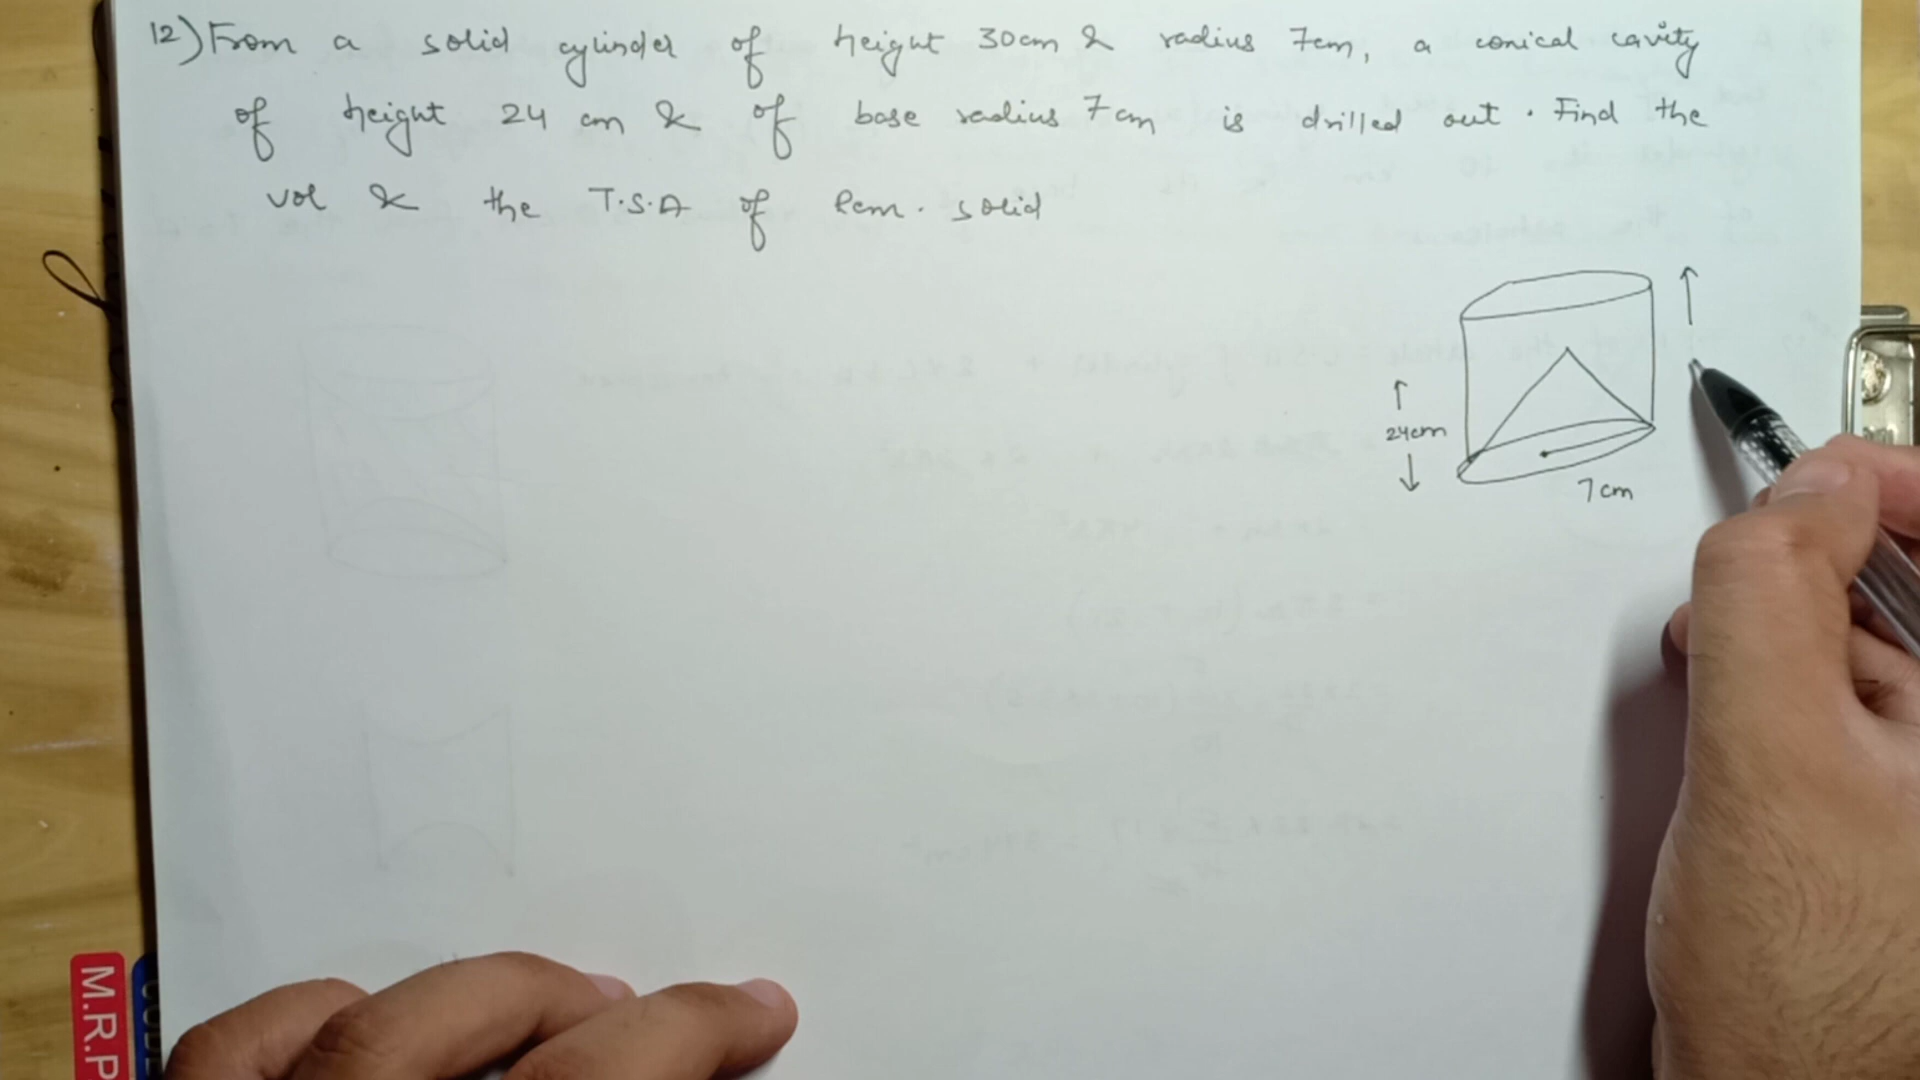 12) From a solid cylinder of height 30cm & radius 7cm, a conical cavity
of height 24 cm & of base radius 7cm is drilled out. Find the
vol & the T.S.A of Rem. solid
24cm
7cm
M.R.P